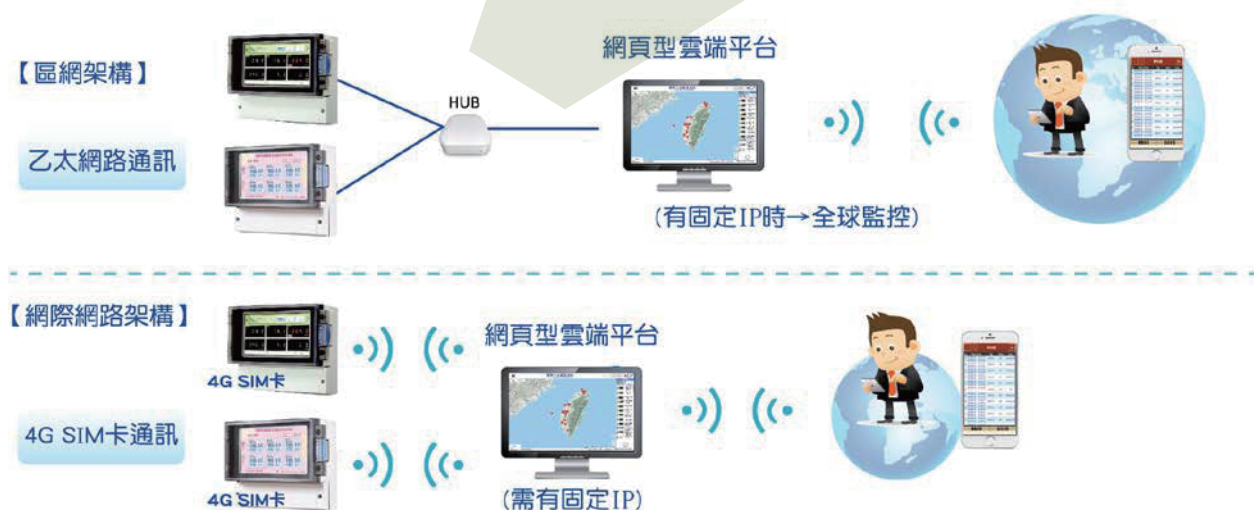 【區網架構】
乙太網路通訊
HUB
網頁型雲端平台
(有固定IP時→全球監控)
【網際網路架構】
4G SIM卡通訊
4G SIM卡
4G SIM卡
網頁型雲端平台
(需有固定IP)